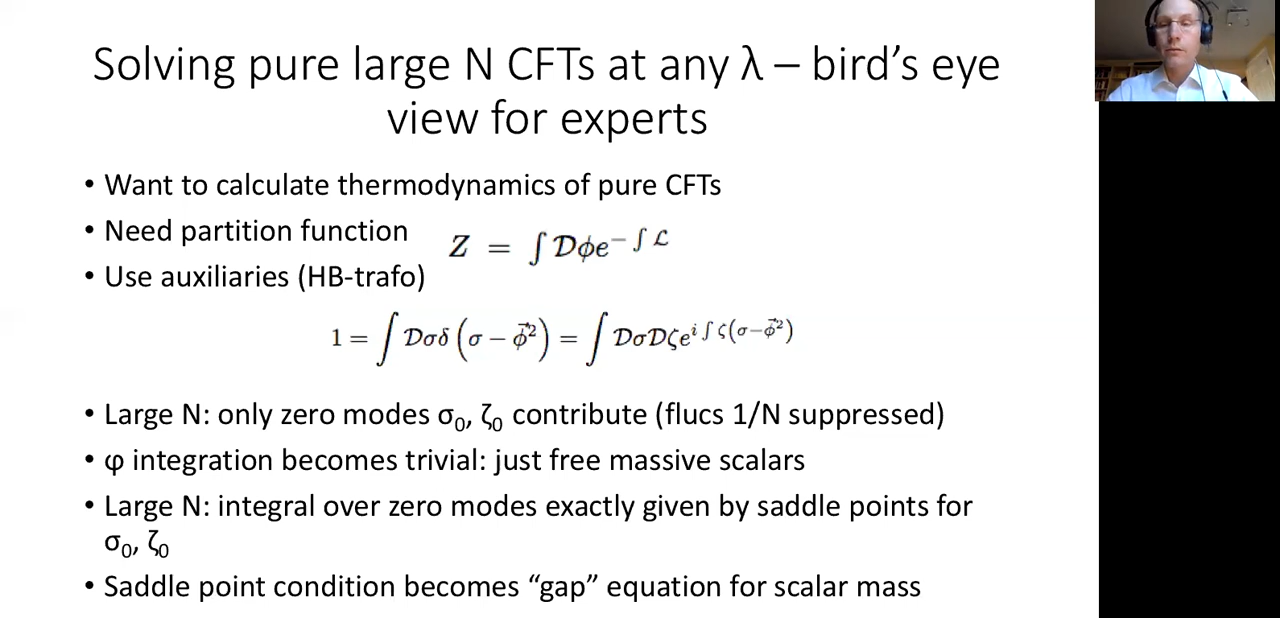 Solving pure large N CFTs at any λ – bird’s eye
view for experts
• Want to calculate thermodynamics of pure CFTs
• Need partition function Z = ∫ 𝒟ϕe^{−∫ℒ}
• Use auxiliaries (HB-trafo)
1 = ∫ 𝒟σδ (σ − ϕ⃗²) = ∫ 𝒟σ𝒟ζe^{i∫ζ(σ−ϕ⃗²)}
• Large N: only zero modes σ₀, ζ₀ contribute (flucs 1/N suppressed)
• φ integration becomes trivial: just free massive scalars
• Large N: integral over zero modes exactly given by saddle points for
σ₀, ζ₀
• Saddle point condition becomes “gap” equation for scalar mass